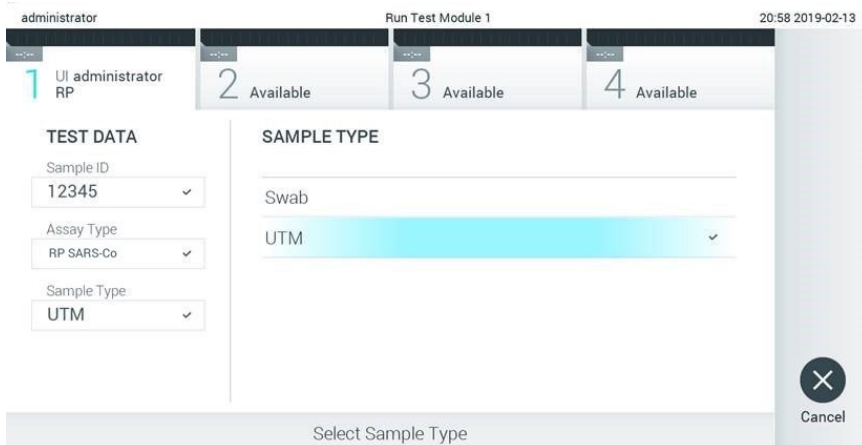 administrator
Run Test Module 1
20:58 2019-02-13
--:--
1 UI administrator
RP
--:--
2 Available
--:--
3 Available
--:--
4 Available
TEST DATA
Sample ID
12345
Assay Type
RP SARS-Co
Sample Type
UTM
SAMPLE TYPE
Swab
UTM
Cancel
Select Sample Type